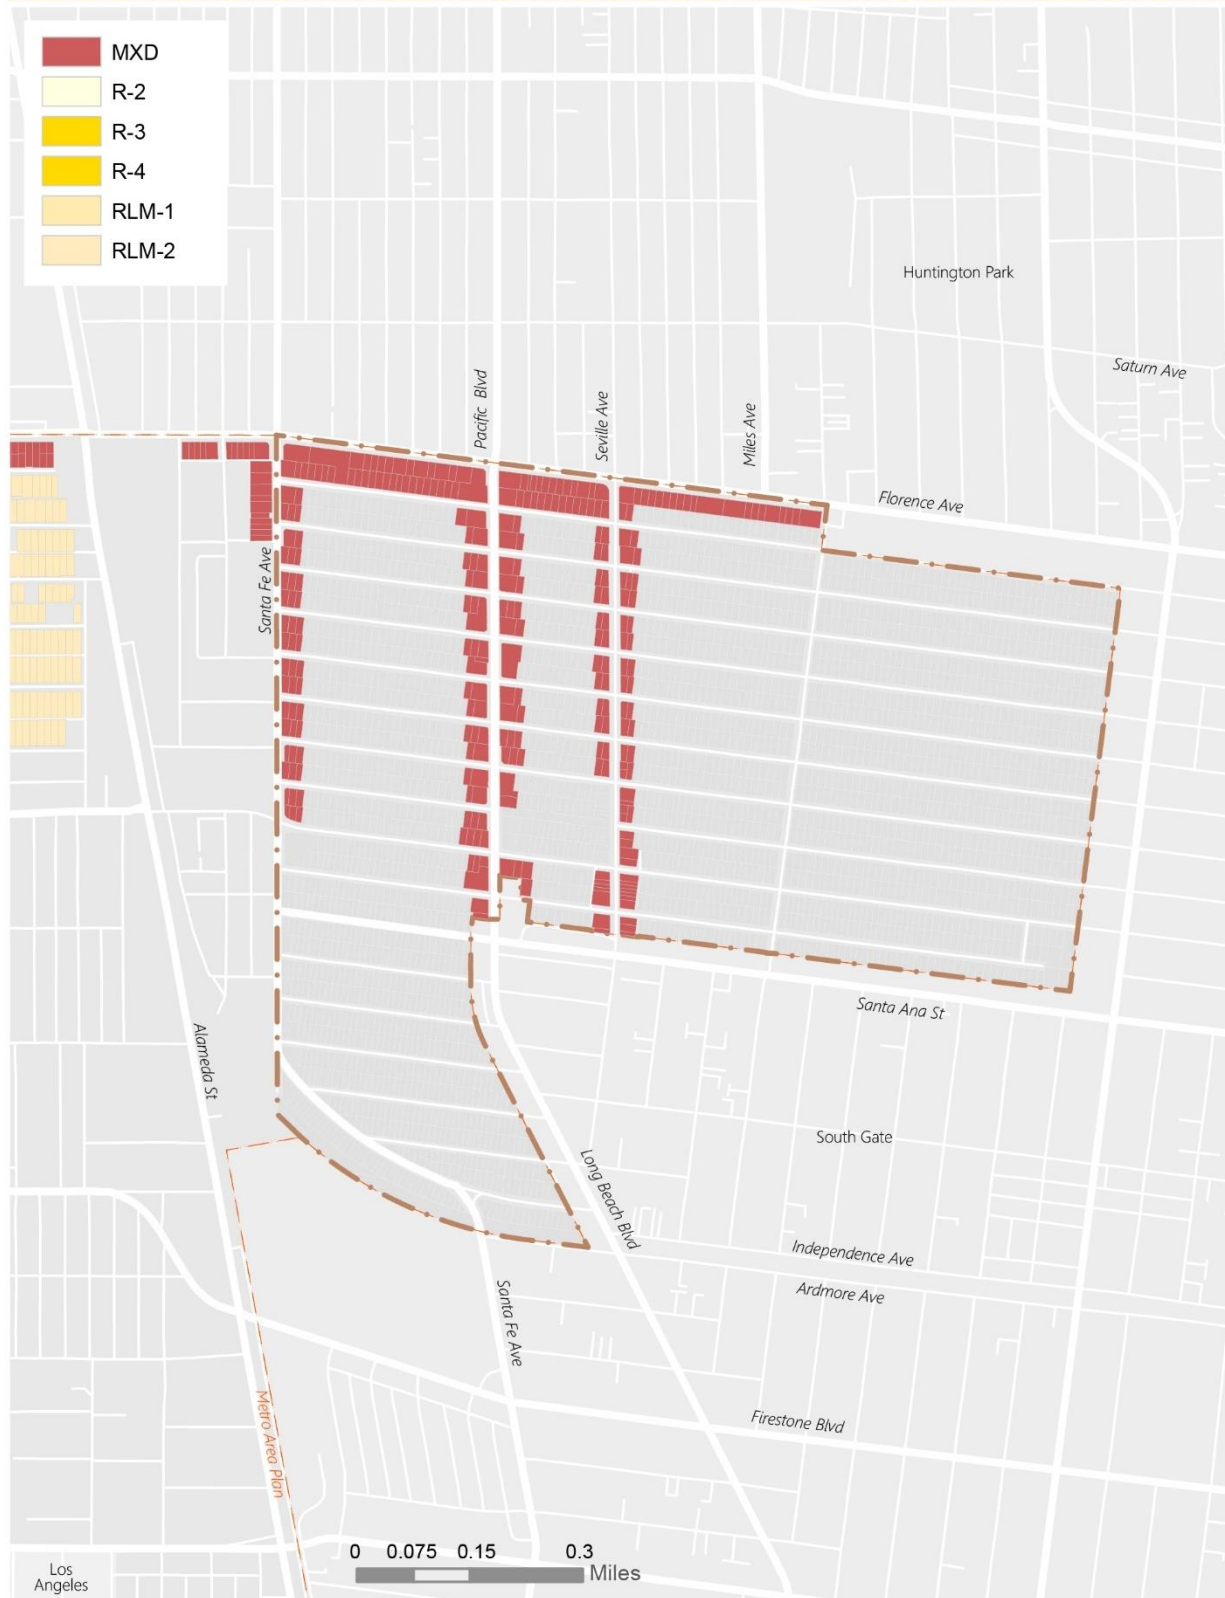 MXD
R-2
R-3
R-4
RLM-1
RLM-2
Huntington Park
Saturn Ave
Pacific Blvd
Seville Ave
Miles Ave
Florence Ave
Santa Fe Ave
Santa Ana St
Alameda St
South Gate
Long Beach Blvd
Independence Ave
Ardmore Ave
Santa Fe Ave
Metro Area Plan
Firestone Blvd
0 0.075 0.15 0.3
Miles
Los
Angeles